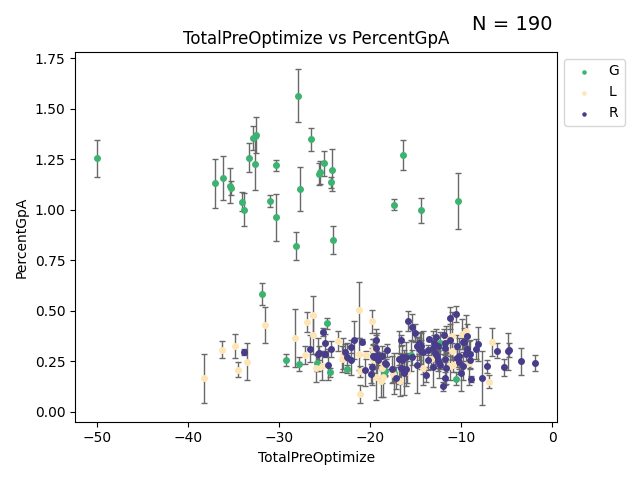 N = 190
TotalPreOptimize vs PercentGpA
G
L
R
1.75
1.50
1.25
1.00
0.75
0.50
0.25
0.00
PercentGpA
−50
−40
−30
−20
−10
0
TotalPreOptimize